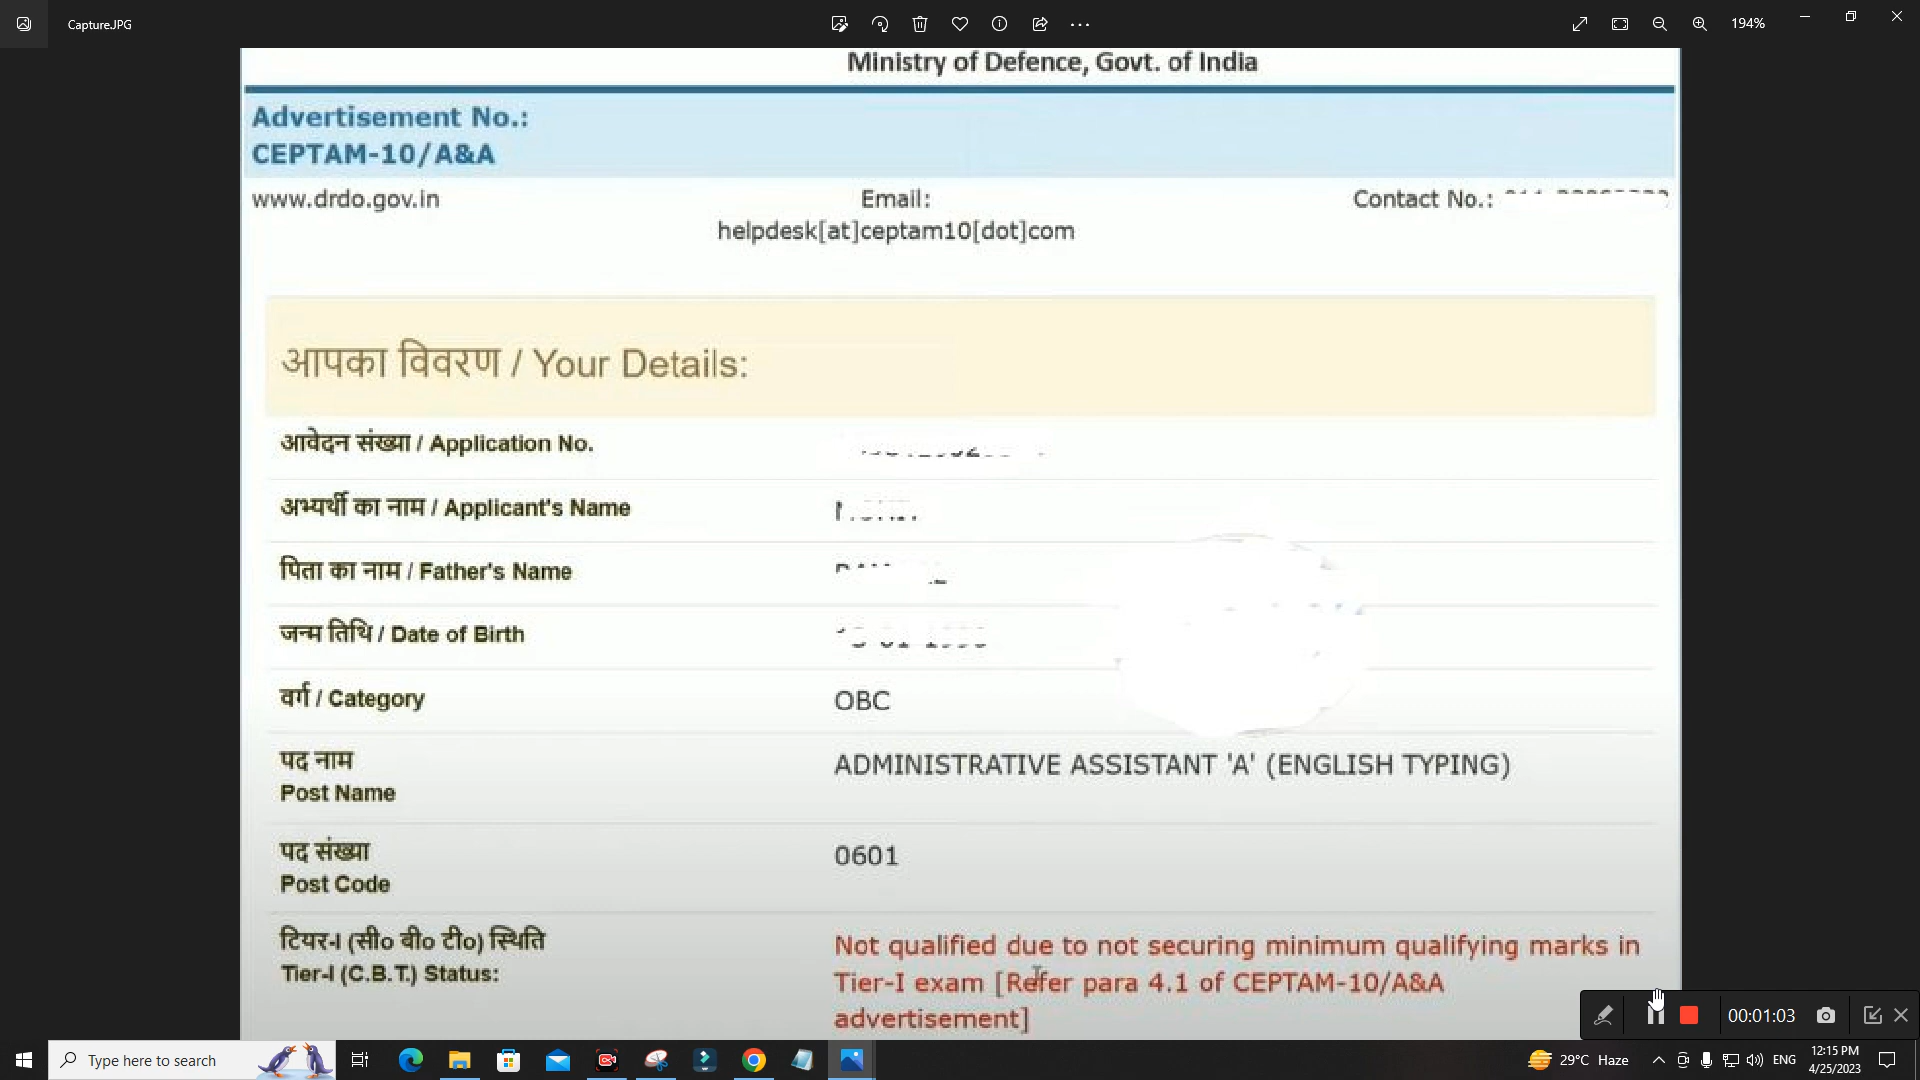 Capture.JPG
194%
Ministry of Defence, Govt. of India
Advertisement No.:
CEPTAM-10/A&A
www.drdo.gov.in
Email:
helpdesk[at]ceptam10[dot]com
Contact No.:
आपका विवरण / Your Details:
आवेदन संख्या / Application No.
अभ्यर्थी का नाम / Applicant's Name
पिता का नाम / Father's Name
जन्म तिथि / Date of Birth
वर्ग / Category
OBC
पद नाम
Post Name
ADMINISTRATIVE ASSISTANT 'A' (ENGLISH TYPING)
पद संख्या
Post Code
0601
टियर-I (सी० बी० टी०) स्थिति
Tier-I (C.B.T.) Status:
Not qualified due to not securing minimum qualifying marks in
Tier-I exam [Refer para 4.1 of CEPTAM-10/A&A
advertisement]
00:01:03
Type here to search
29°C Haze
ENG
12:15 PM
4/25/2023